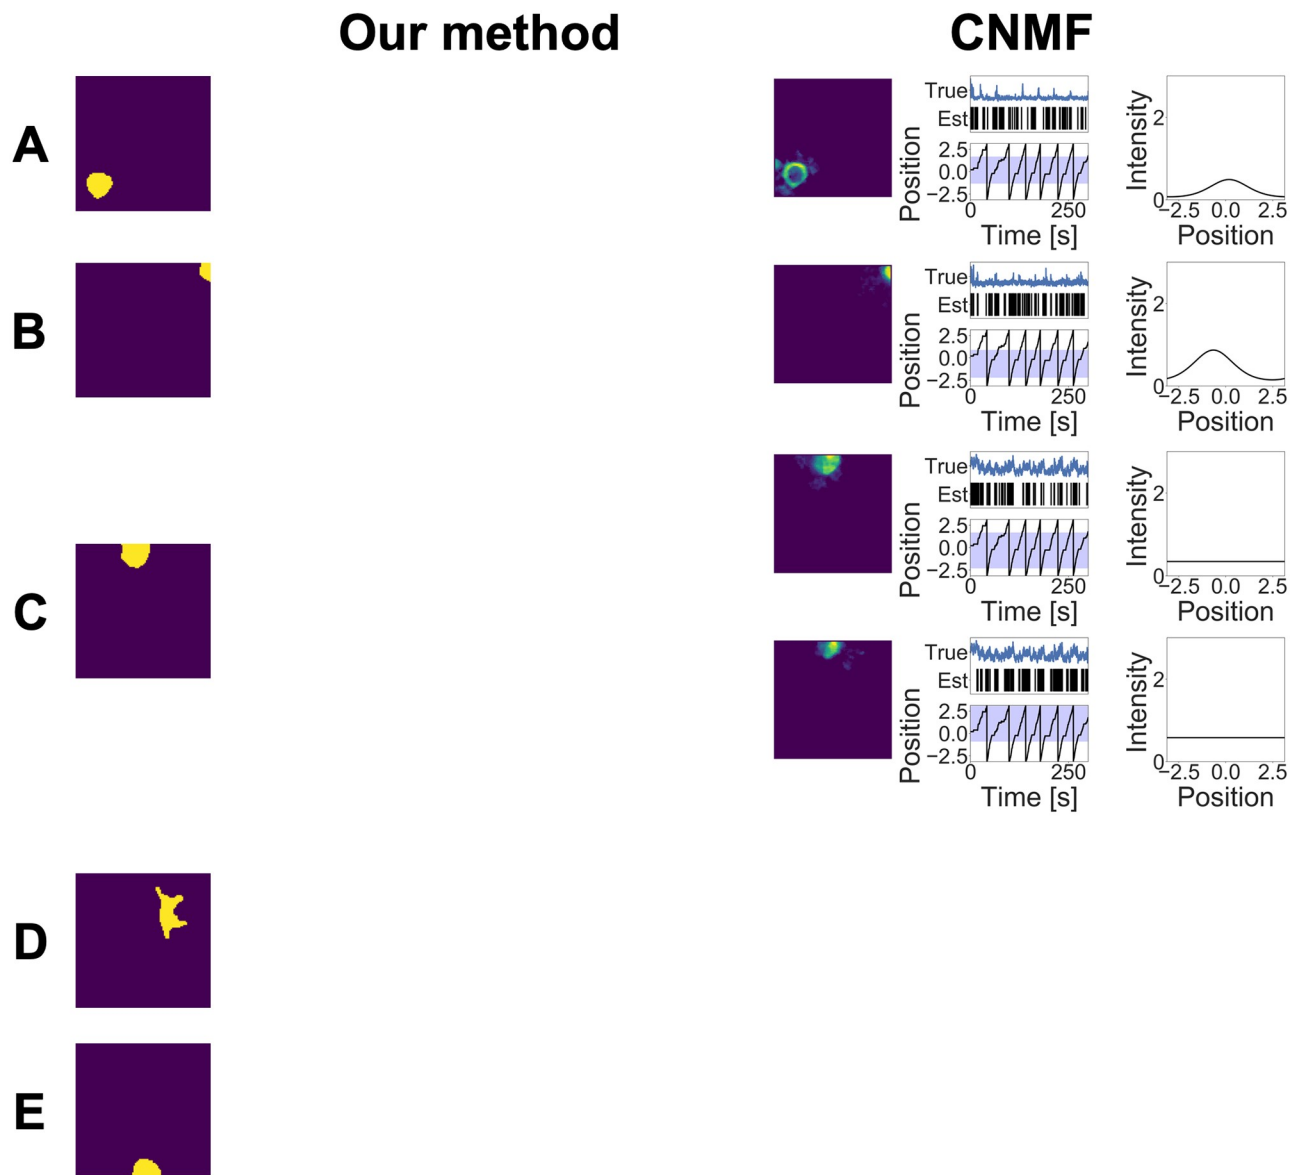 Our method CNMF
A
True
Est
Position
2.5
0.0
−2.5
0 250
Time [s]
Intensity
2
0
−2.5 0.0 2.5
Position
B
True
Est
Position
2.5
0.0
−2.5
0 250
Time [s]
Intensity
2
0
−2.5 0.0 2.5
Position
C
True
Est
Position
2.5
0.0
−2.5
0 250
Time [s]
Intensity
2
0
−2.5 0.0 2.5
Position
True
Est
Position
2.5
0.0
−2.5
0 250
Time [s]
Intensity
2
0
−2.5 0.0 2.5
Position
D
E